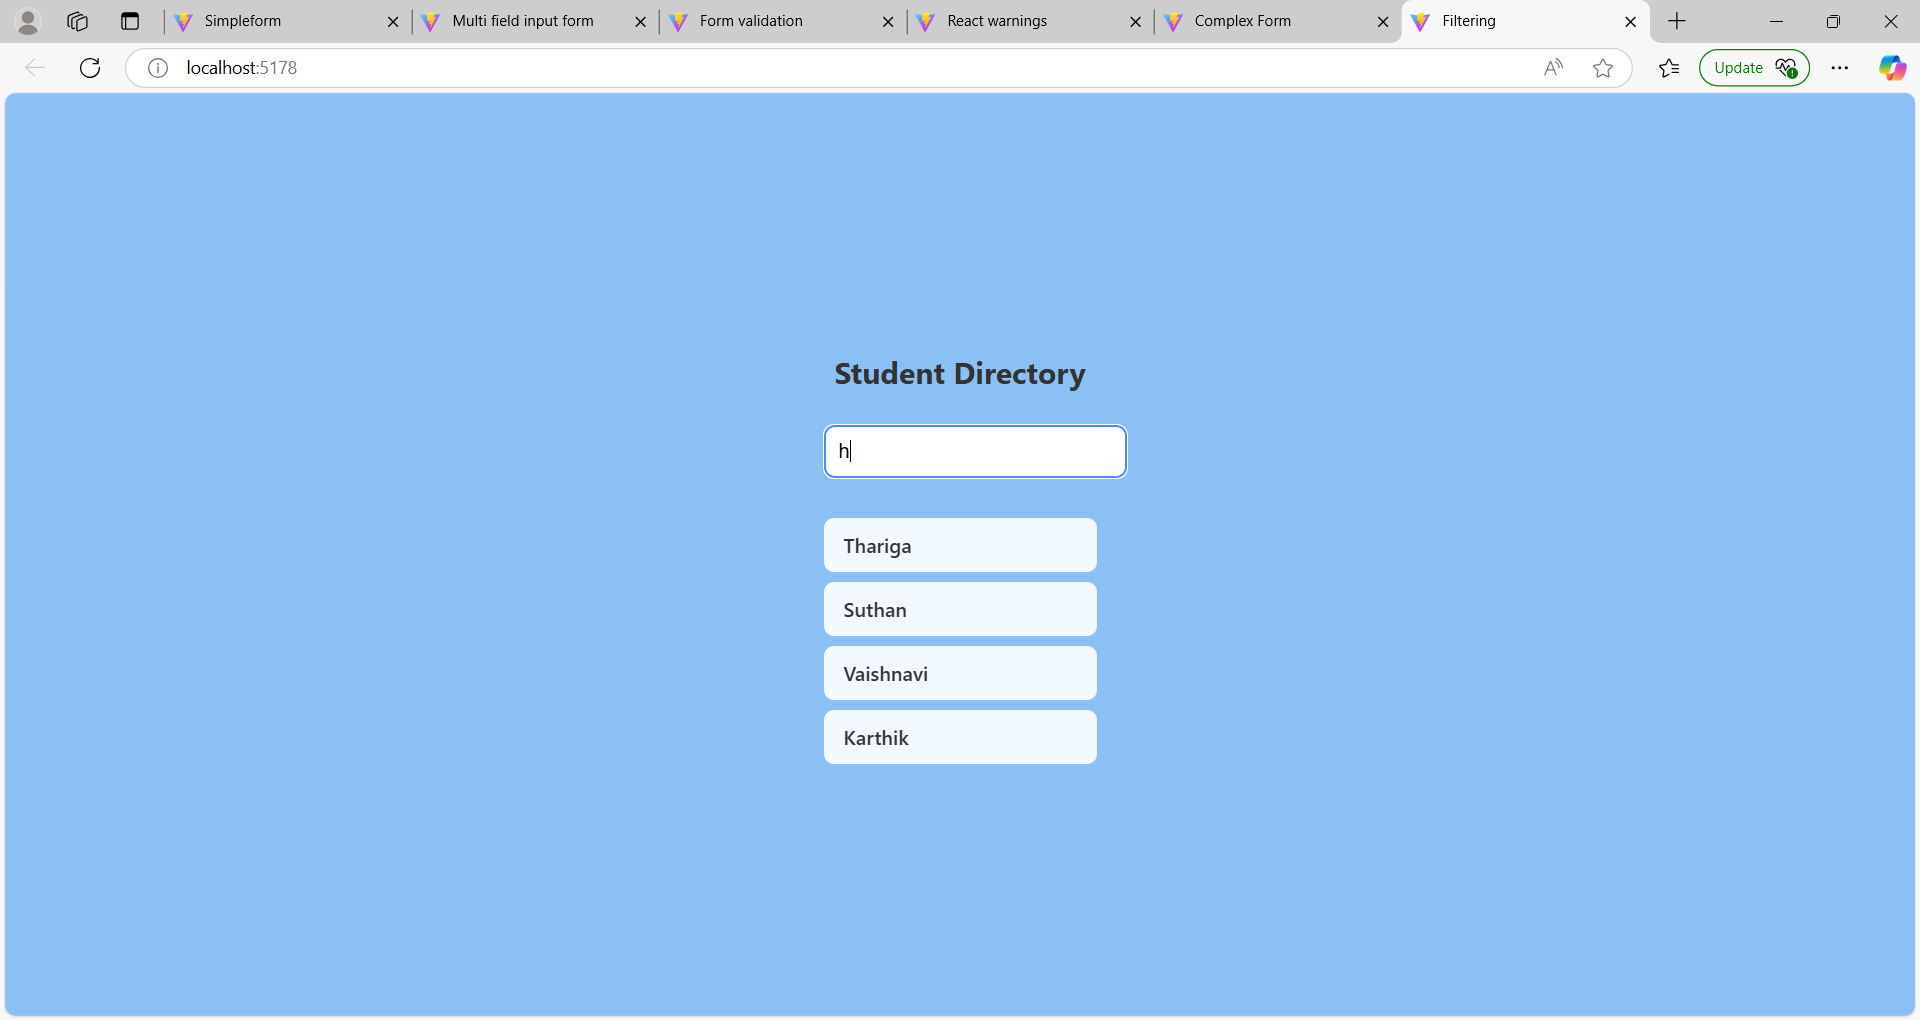 Simpleform
Multi field input form
Form validation
React warnings
Complex Form
Filtering
localhost:5178
Update
Student Directory
h
Thariga
Suthan
Vaishnavi
Karthik